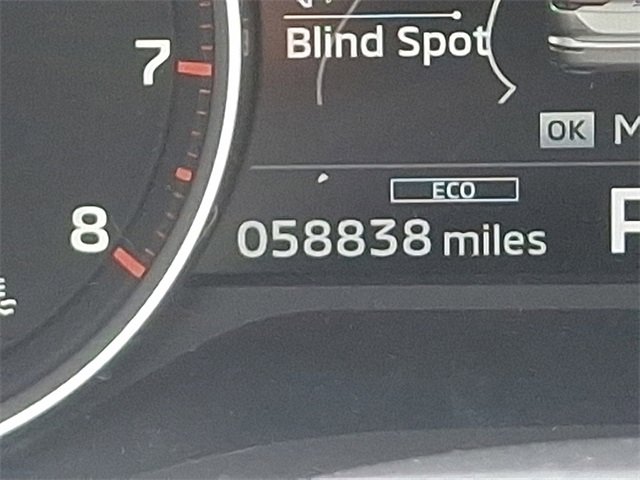 Blind Spot
7
OK M
ECO
8
058838 miles
P